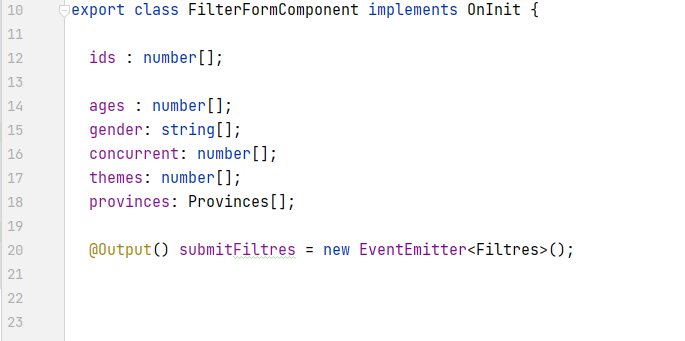 10 export class FilterFormComponent implements OnInit {
11
12 ids : number[];
13
14 ages : number[];
15 gender: string[];
16 concurrent: number[];
17 themes: number[];
18 provinces: Provinces[];
19
20 @Output() submitFiltres = new EventEmitter<Filtres>();
21
22
23